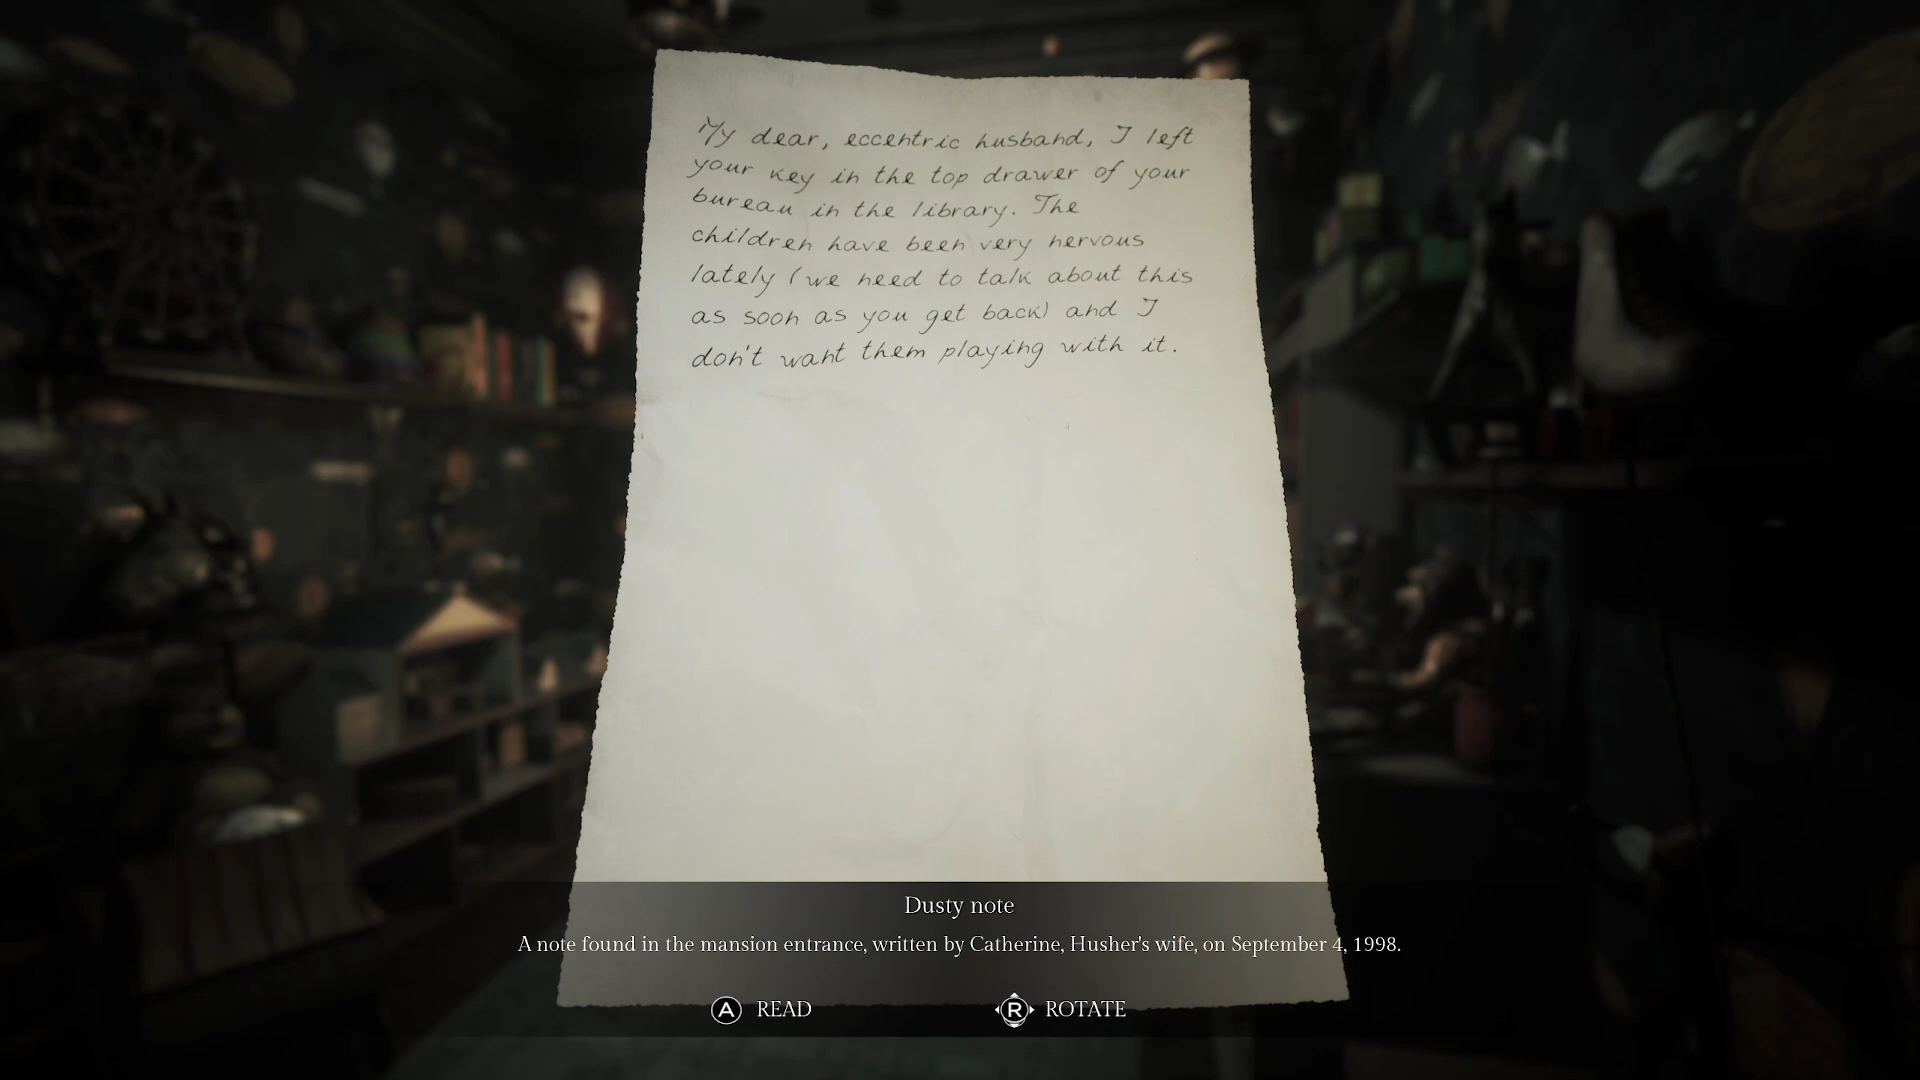 My dear, eccentric husband, I left
your key in the top drawer of your
bureau in the library. The
children have been very nervous
lately (we need to talk about this
as soon as you get back) and I
don't want them playing with it.
Dusty note
A note found in the mansion entrance, written by Catherine, Husher's wife, on September 4, 1998.
A READ R ROTATE